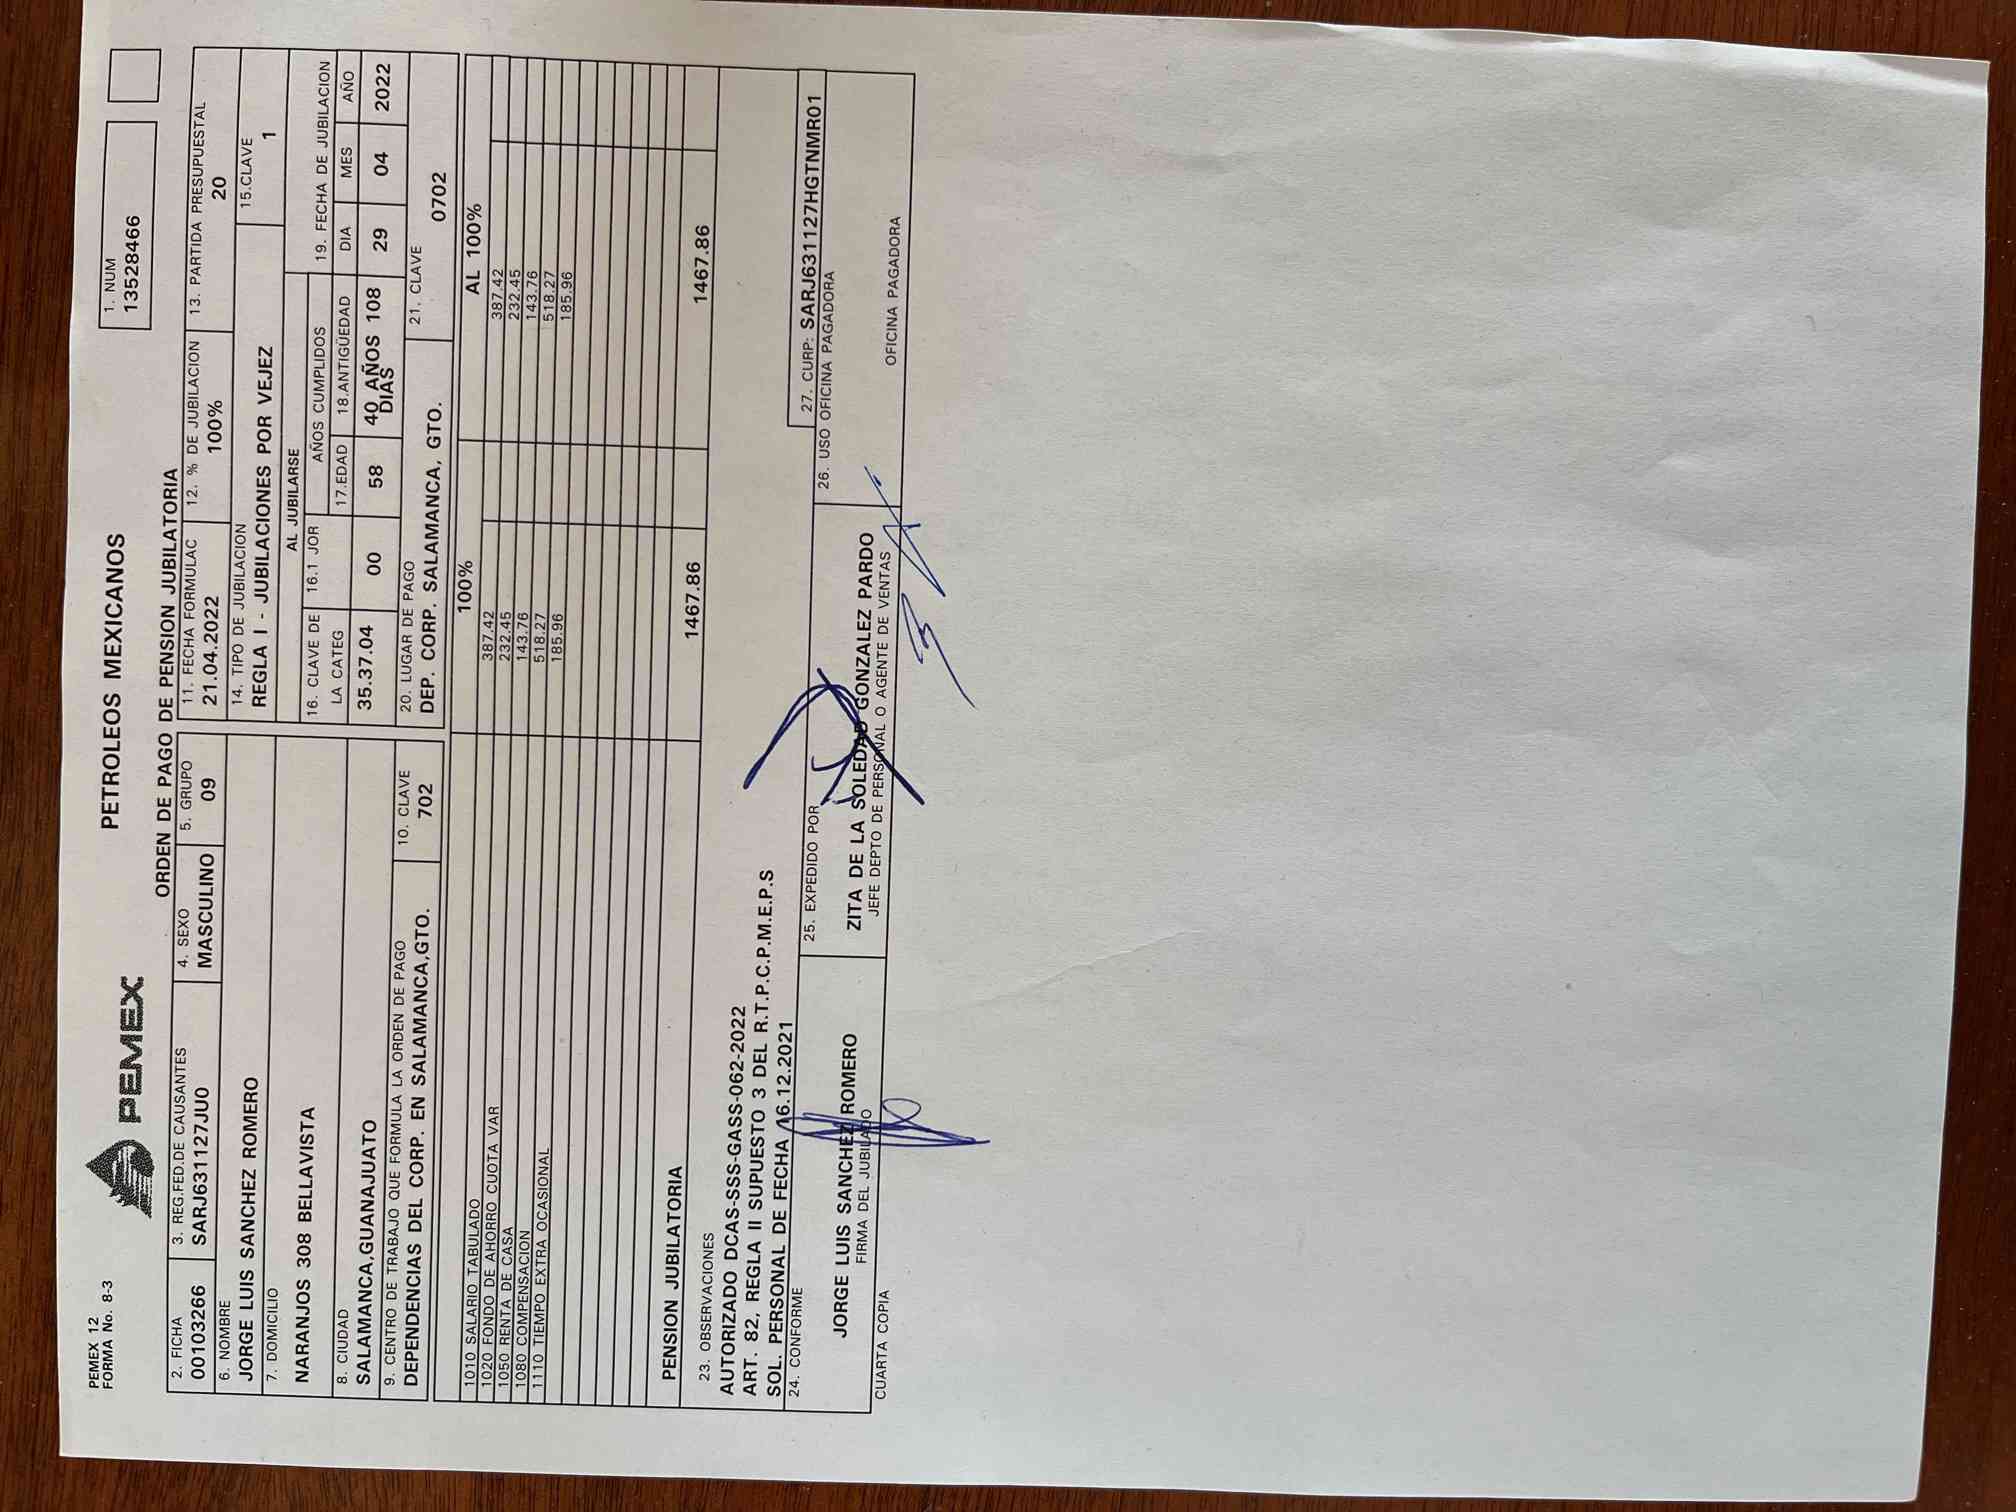 PEMEX 12
FORMA No. 8-3
PEMEX
PETROLEOS MEXICANOS
1. NUM
13528466
ORDEN DE PAGO DE PENSION JUBILATORIA
2. FICHA
00103266
3. REG.FED.DE CAUSANTES
SARJ631127JU0
4. SEXO
MASCULINO
5. GRUPO
09
6. NOMBRE
JORGE LUIS SANCHEZ ROMERO
7. DOMICILIO
NARANJOS 308 BELLAVISTA
8. CIUDAD
SALAMANCA,GUANAJUATO
9. CENTRO DE TRABAJO QUE FORMULA LA ORDEN DE PAGO
DEPENDENCIAS DEL CORP. EN SALAMANCA,GTO.
10. CLAVE
702
11. FECHA FORMULAC
21.04.2022
12. % DE JUBILACION
100%
13. PARTIDA PRESUPUESTAL
20
14. TIPO DE JUBILACION
REGLA I - JUBILACIONES POR VEJEZ
15.CLAVE
1
AL JUBILARSE
16. CLAVE DE
LA CATEG
35.37.04
16.1 JOR
00
AÑOS CUMPLIDOS
17.EDAD
58
18.ANTIGÜEDAD
40 AÑOS 108
DIAS
19. FECHA DE JUBILACION
DIA MES AÑO
29 04 2022
20. LUGAR DE PAGO
DEP. CORP. SALAMANCA, GTO.
21. CLAVE
0702
100% AL 100%
1010 SALARIO TABULADO 387.42 387.42
1020 FONDO DE AHORRO CUOTA VAR 232.45 232.45
1050 RENTA DE CASA 143.76 143.76
1080 COMPENSACION 518.27 518.27
1110 TIEMPO EXTRA OCASIONAL 185.96 185.96
PENSION JUBILATORIA 1467.86 1467.86
23. OBSERVACIONES
AUTORIZADO DCAS-SSS-GASS-062-2022
ART. 82, REGLA II SUPUESTO 3 DEL R.T.P.C.P.M.E.P.S
SOL. PERSONAL DE FECHA 16.12.2021
24. CONFORME
JORGE LUIS SANCHEZ ROMERO
FIRMA DEL JUBILADO
25. EXPEDIDO POR
ZITA DE LA SOLEDAD GONZALEZ PARDO
JEFE DEPTO DE PERSONAL O AGENTE DE VENTAS
27. CURP: SARJ631127HGTNMR01
26. USO OFICINA PAGADORA
OFICINA PAGADORA
CUARTA COPIA